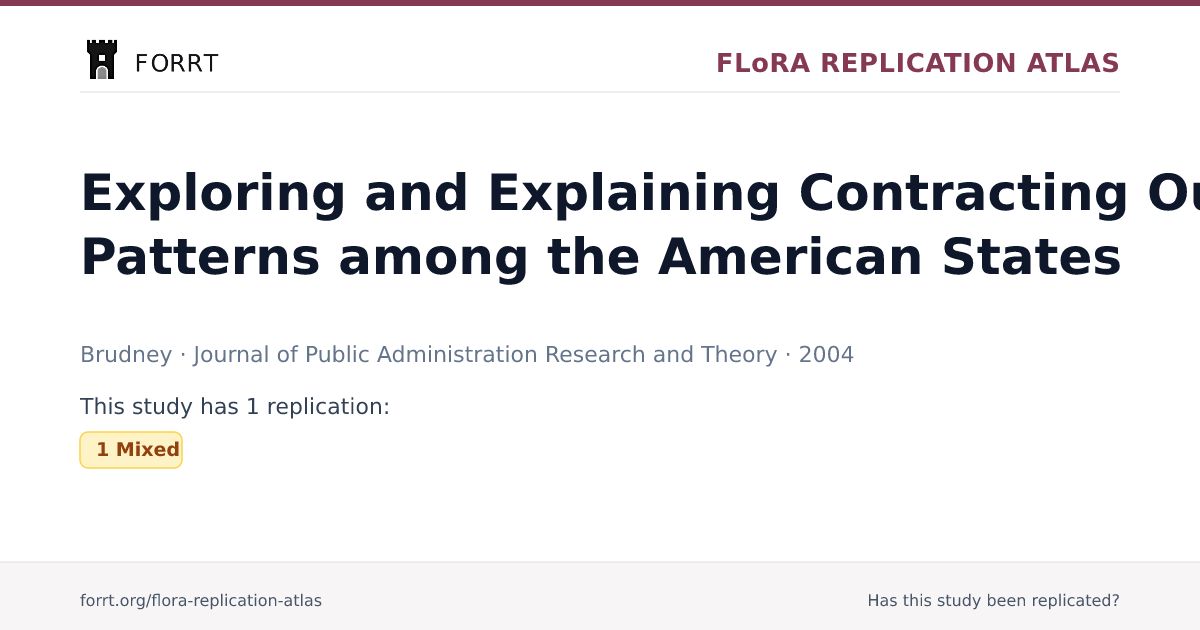 FORRT
FLoRA REPLICATION ATLAS
Exploring and Explaining Contracting
Patterns among the American States
Brudney · Journal of Public Administration Research and Theory · 2004
This study has 1 replication:
1 Mixed
forrt.org/flora-replication-atlas
Has this study been replicated?